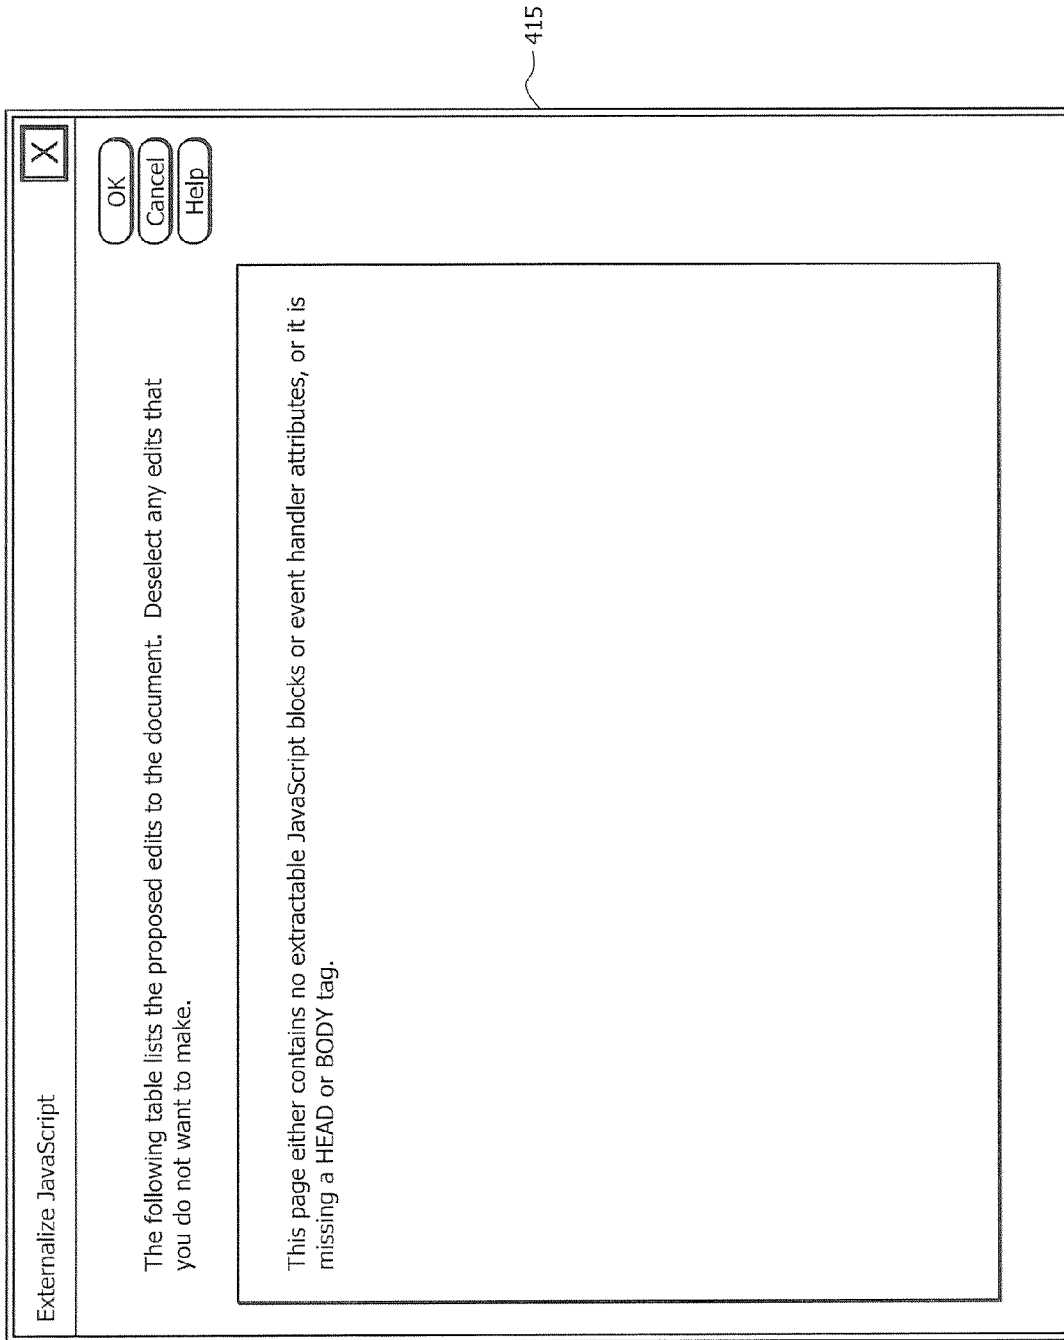 Externalize JavaScript
X
The following table lists the proposed edits to the document.  Deselect any edits that
you do not want to make.
OK
Cancel
Help
This page either contains no extractable JavaScript blocks or event handler attributes, or it is
missing a HEAD or BODY tag.
415